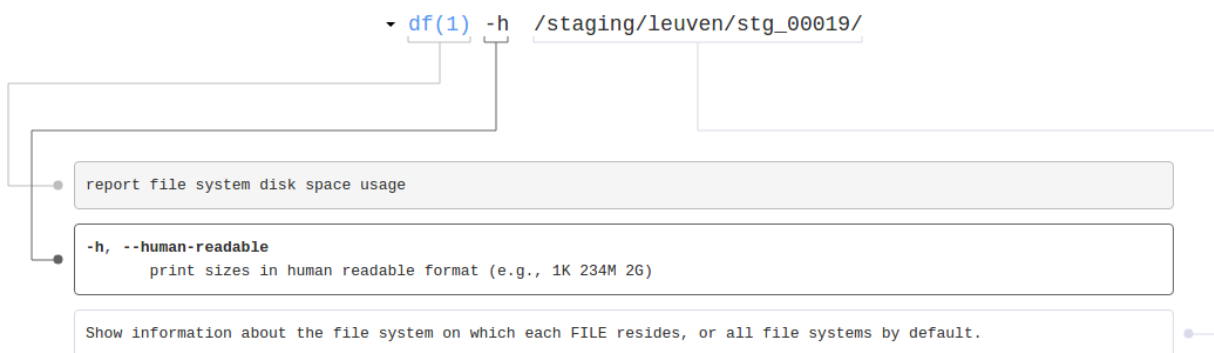 df(1) -h /staging/leuven/stg_00019/
report file system disk space usage
-h, --human-readable
print sizes in human readable format (e.g., 1K 234M 2G)
Show information about the file system on which each FILE resides, or all file systems by default.